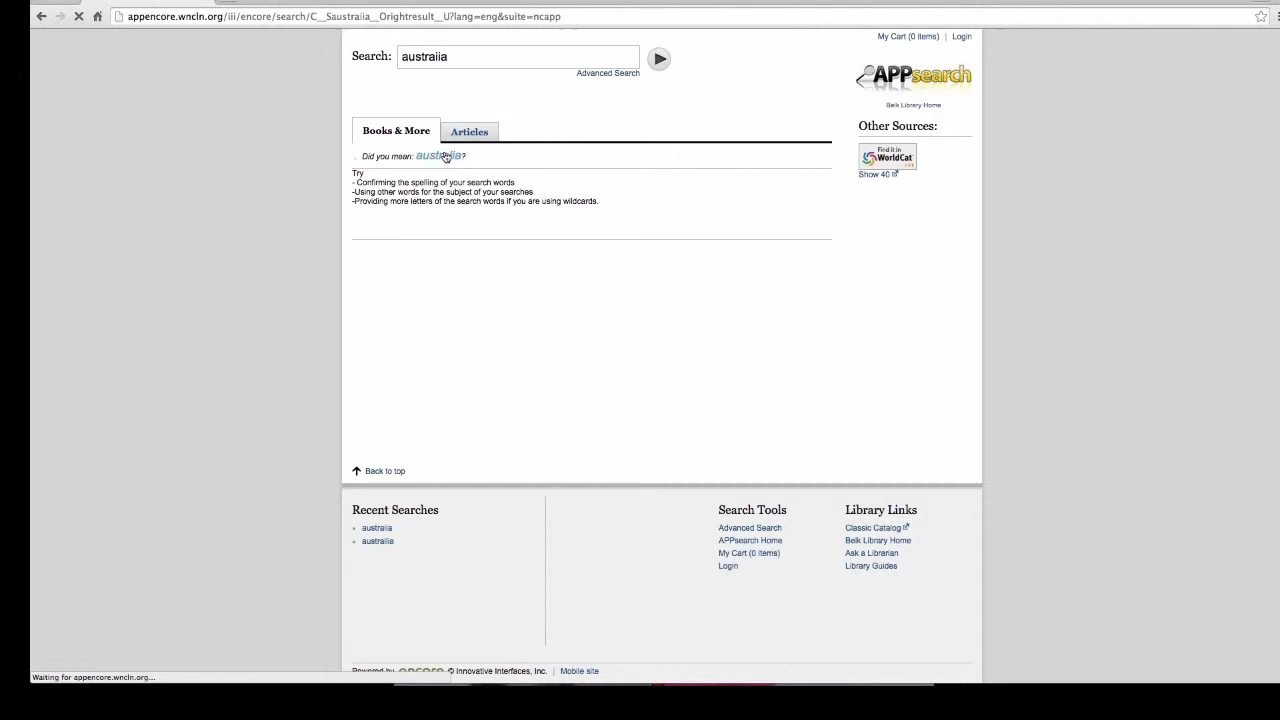 appencore.wncln.org/iii/encore/search/C__Saustraiia__Orightresult__U?lang=eng&suite=ncapp
My Cart (0 items) | Login
Search: austraiia
Advanced Search
APPsearch
Belk Library Home
Books & More
Articles
Other Sources:
Did you mean: australia?
Find it in
WorldCat
Show 40
Try
- Confirming the spelling of your search words
-Using other words for the subject of your searches
-Providing more letters of the search words if you are using wildcards.
Back to top
Recent Searches
australia
austraiia
Search Tools
Advanced Search
APPsearch Home
My Cart (0 items)
Login
Library Links
Classic Catalog
Belk Library Home
Ask a Librarian
Library Guides
Powered by encore © Innovative Interfaces, Inc. | Mobile site
Waiting for appencore.wncln.org...